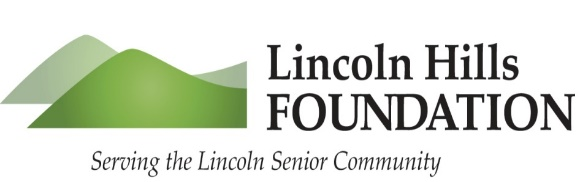 Lincoln Hills
FOUNDATION
Serving the Lincoln Senior Community